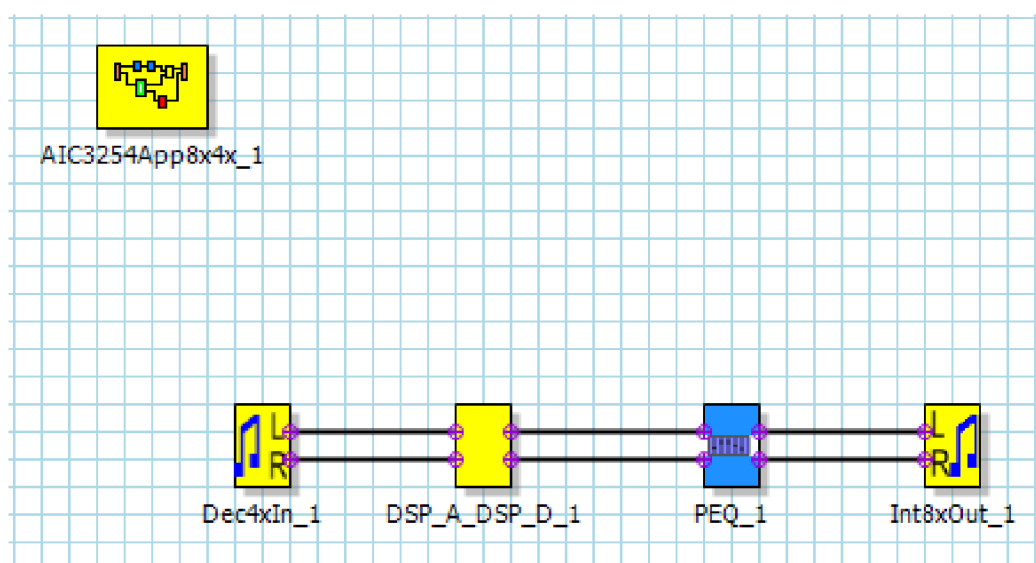 AIC3254App8x4x_1
L
R
L
R
Dec4xIn_1
DSP_A_DSP_D_1
PEQ_1
Int8xOut_1